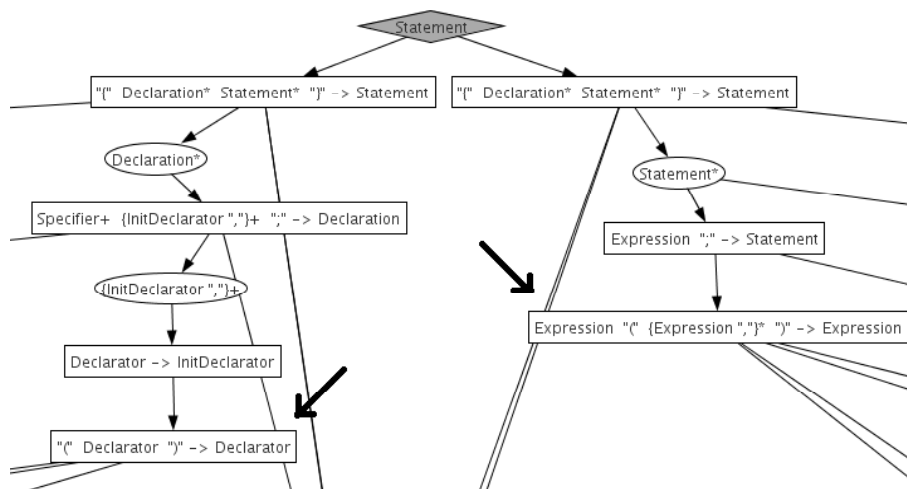 Statement
"{" Declaration* Statement* "}" -> Statement
"{" Declaration* Statement* "}" -> Statement
Declaration*
Statement*
Specifier+ {InitDeclarator ","}+ ";" -> Declaration
Expression ";" -> Statement
{InitDeclarator ","}+
Expression "(" {Expression ","}* ")" -> Expression
Declarator -> InitDeclarator
"(" Declarator ")" -> Declarator